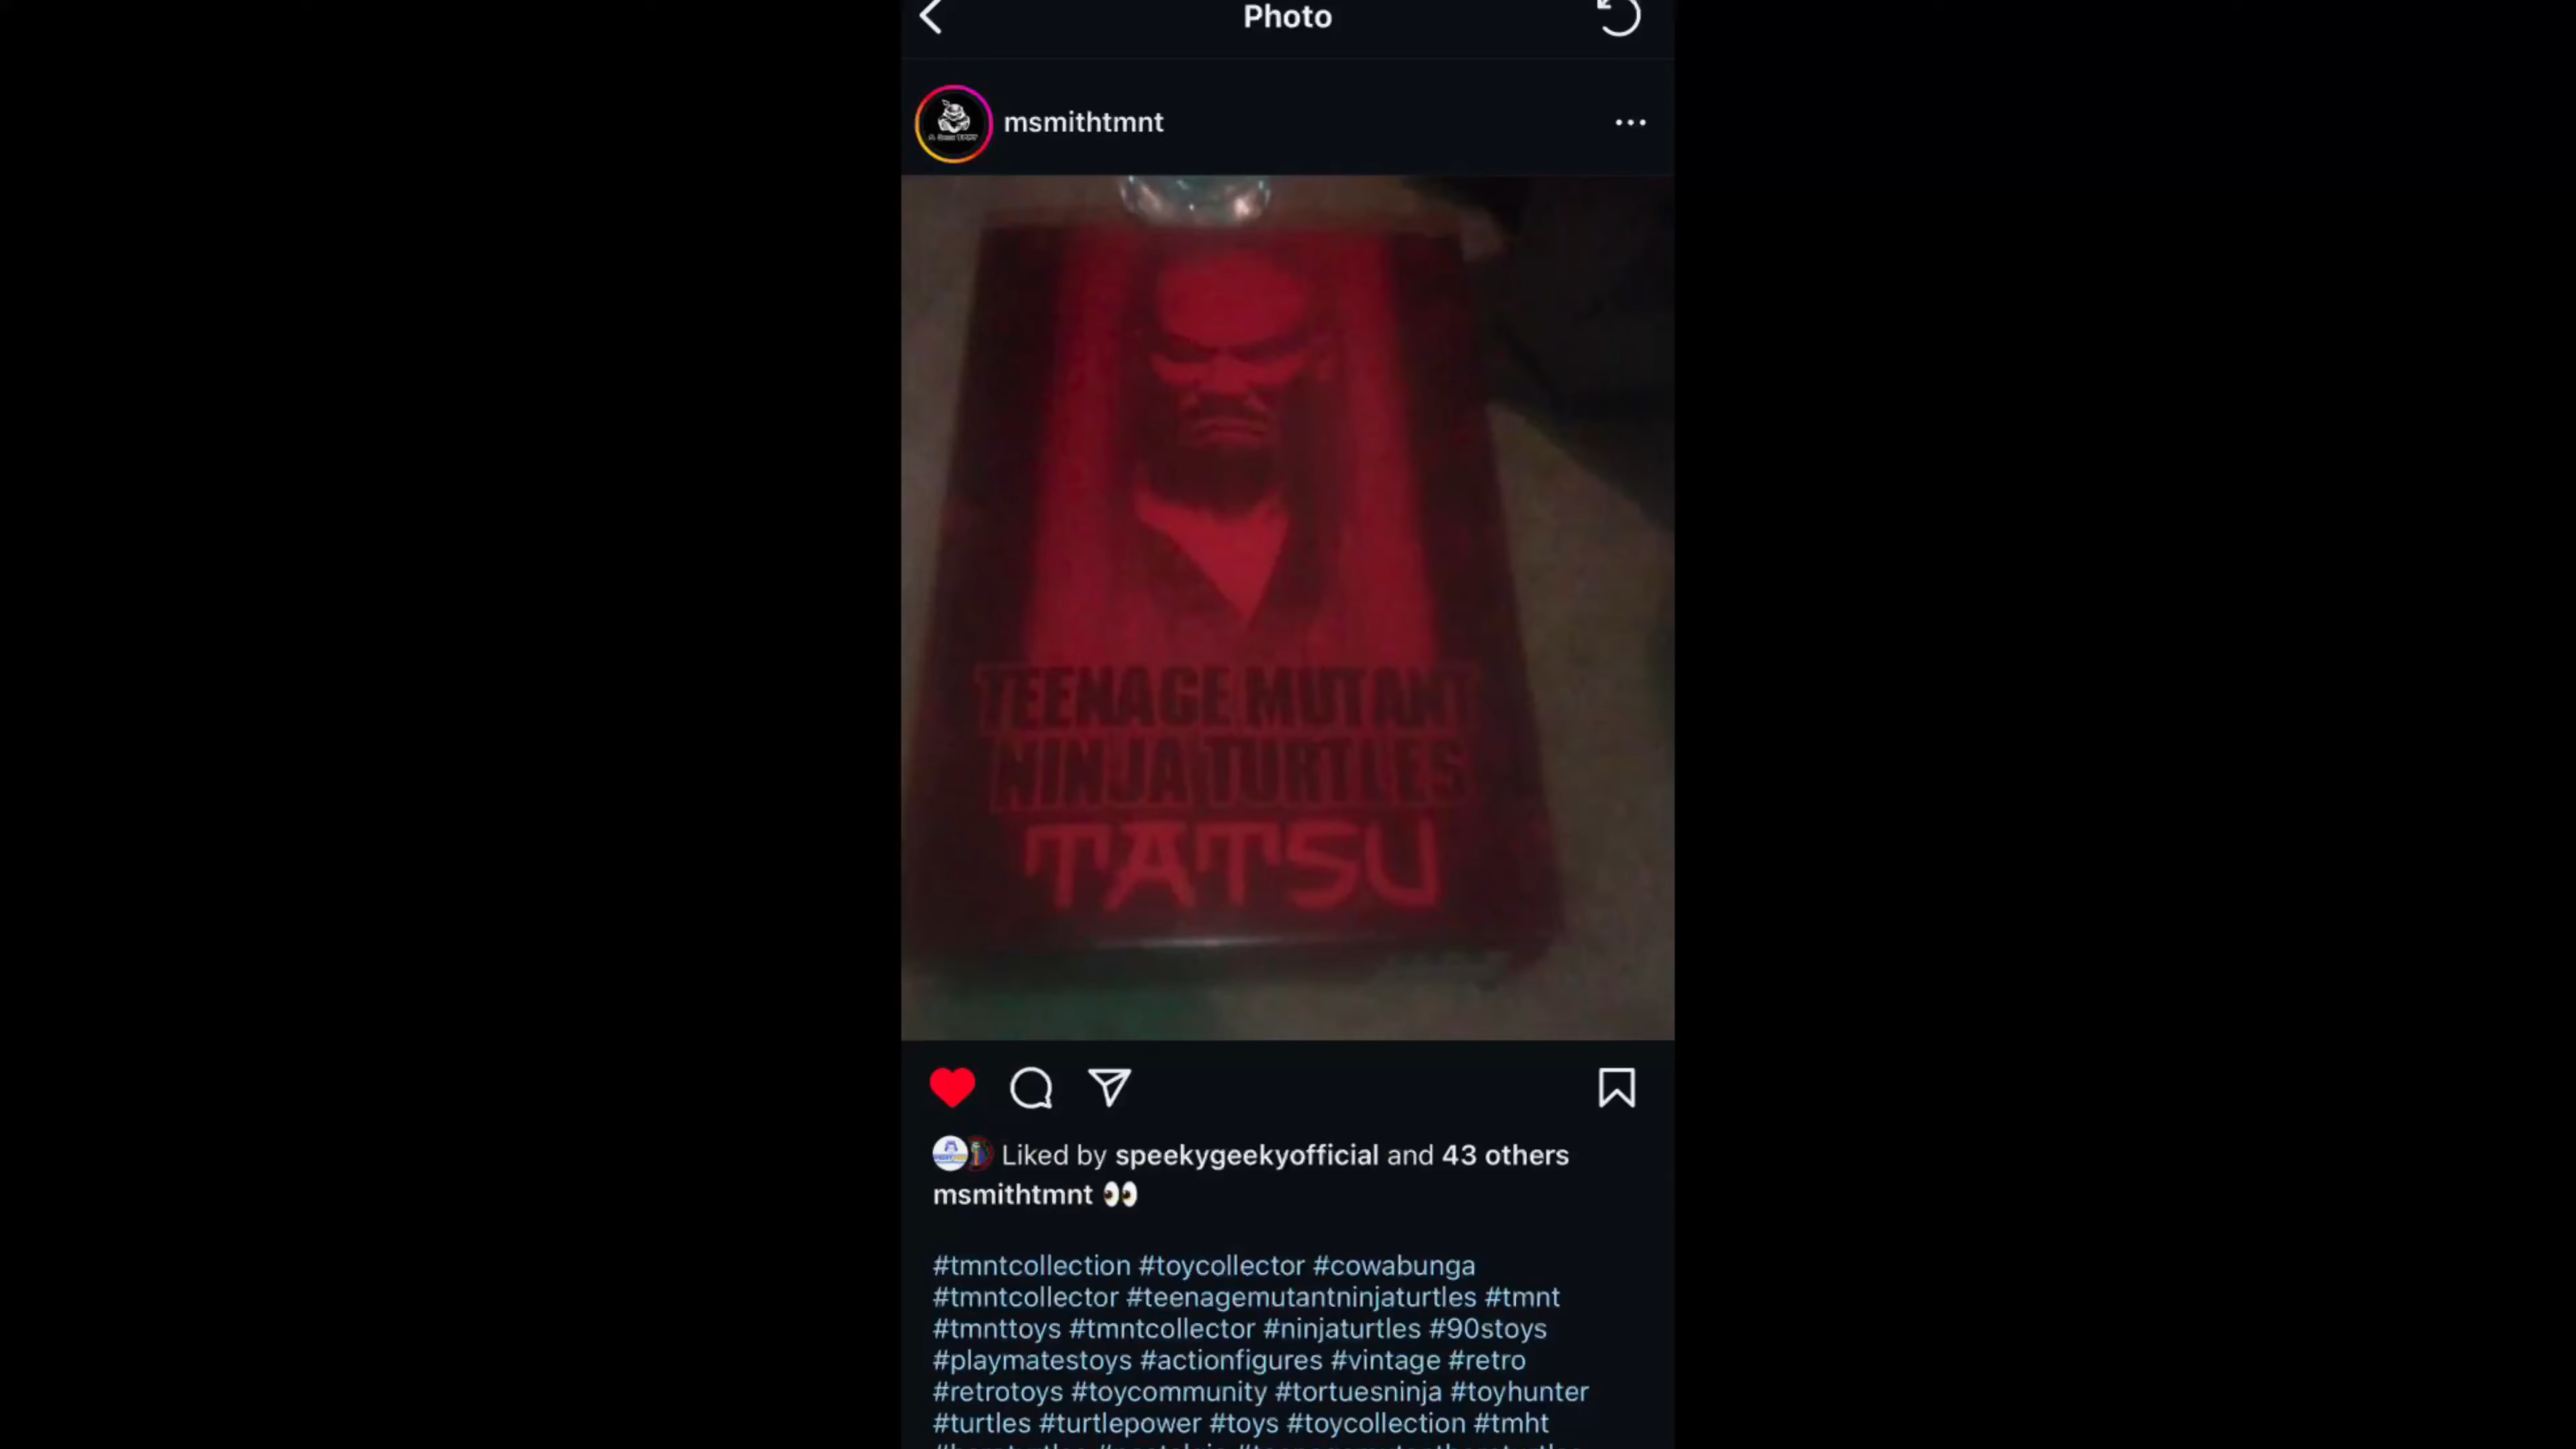 Photo
msmithtmnt
TEENAGE MUTANT
NINJA TURTLES
TATSU
Liked by speekygeekyofficial and 43 others
msmithtmnt 👀
#tmntcollection #toycollector #cowabunga
#tmntcollector #teenagemutantninjaturtles #tmnt
#tmnttoys #tmntcollector #ninjaturtles #90stoys
#playmatestoys #actionfigures #vintage #retro
#retrotoys #toycommunity #tortuesninja #toyhunter
#turtles #turtlepower #toys #toycollection #tmht